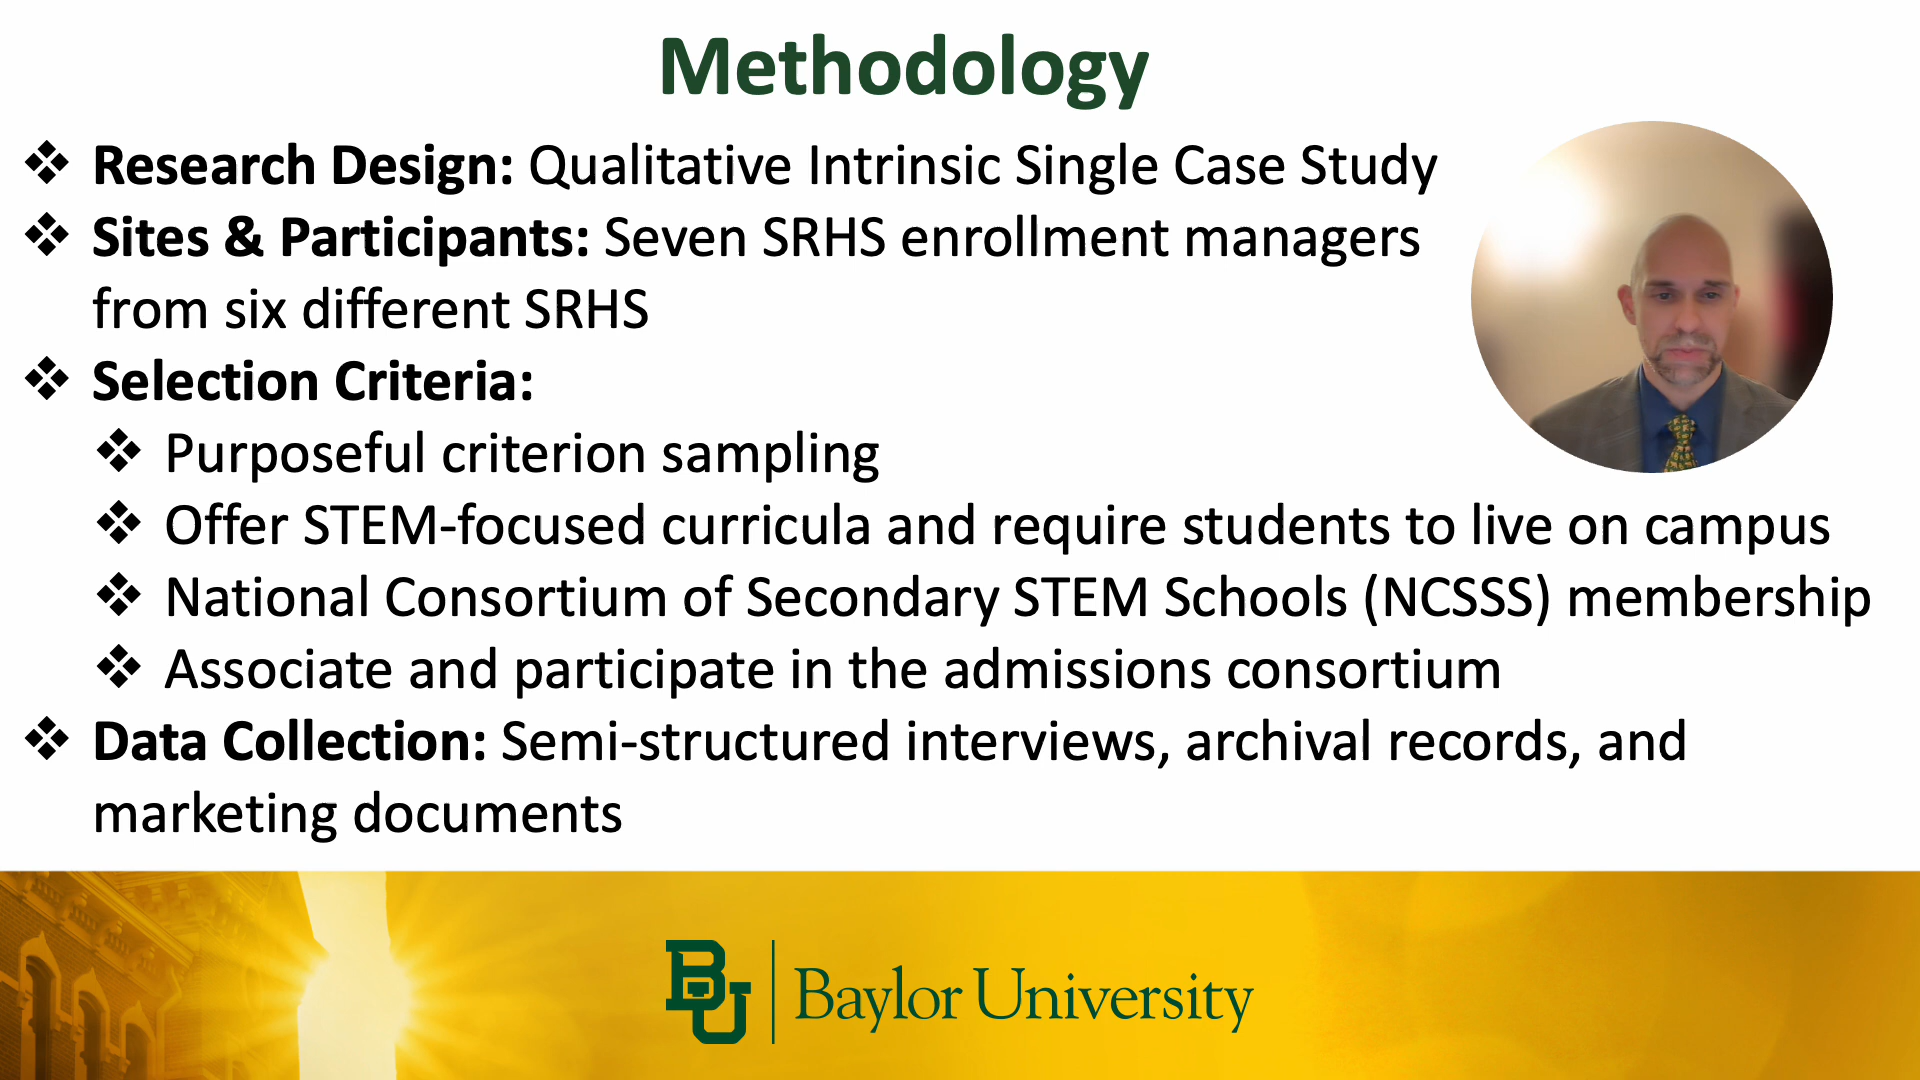 Methodology
❖ Research Design: Qualitative Intrinsic Single Case Study
❖ Sites & Participants: Seven SRHS enrollment managers
from six different SRHS
❖ Selection Criteria:
❖ Purposeful criterion sampling
❖ Offer STEM-focused curricula and require students to live on campus
❖ National Consortium of Secondary STEM Schools (NCSSS) membership
❖ Associate and participate in the admissions consortium
❖ Data Collection: Semi-structured interviews, archival records, and
marketing documents
BU | Baylor University